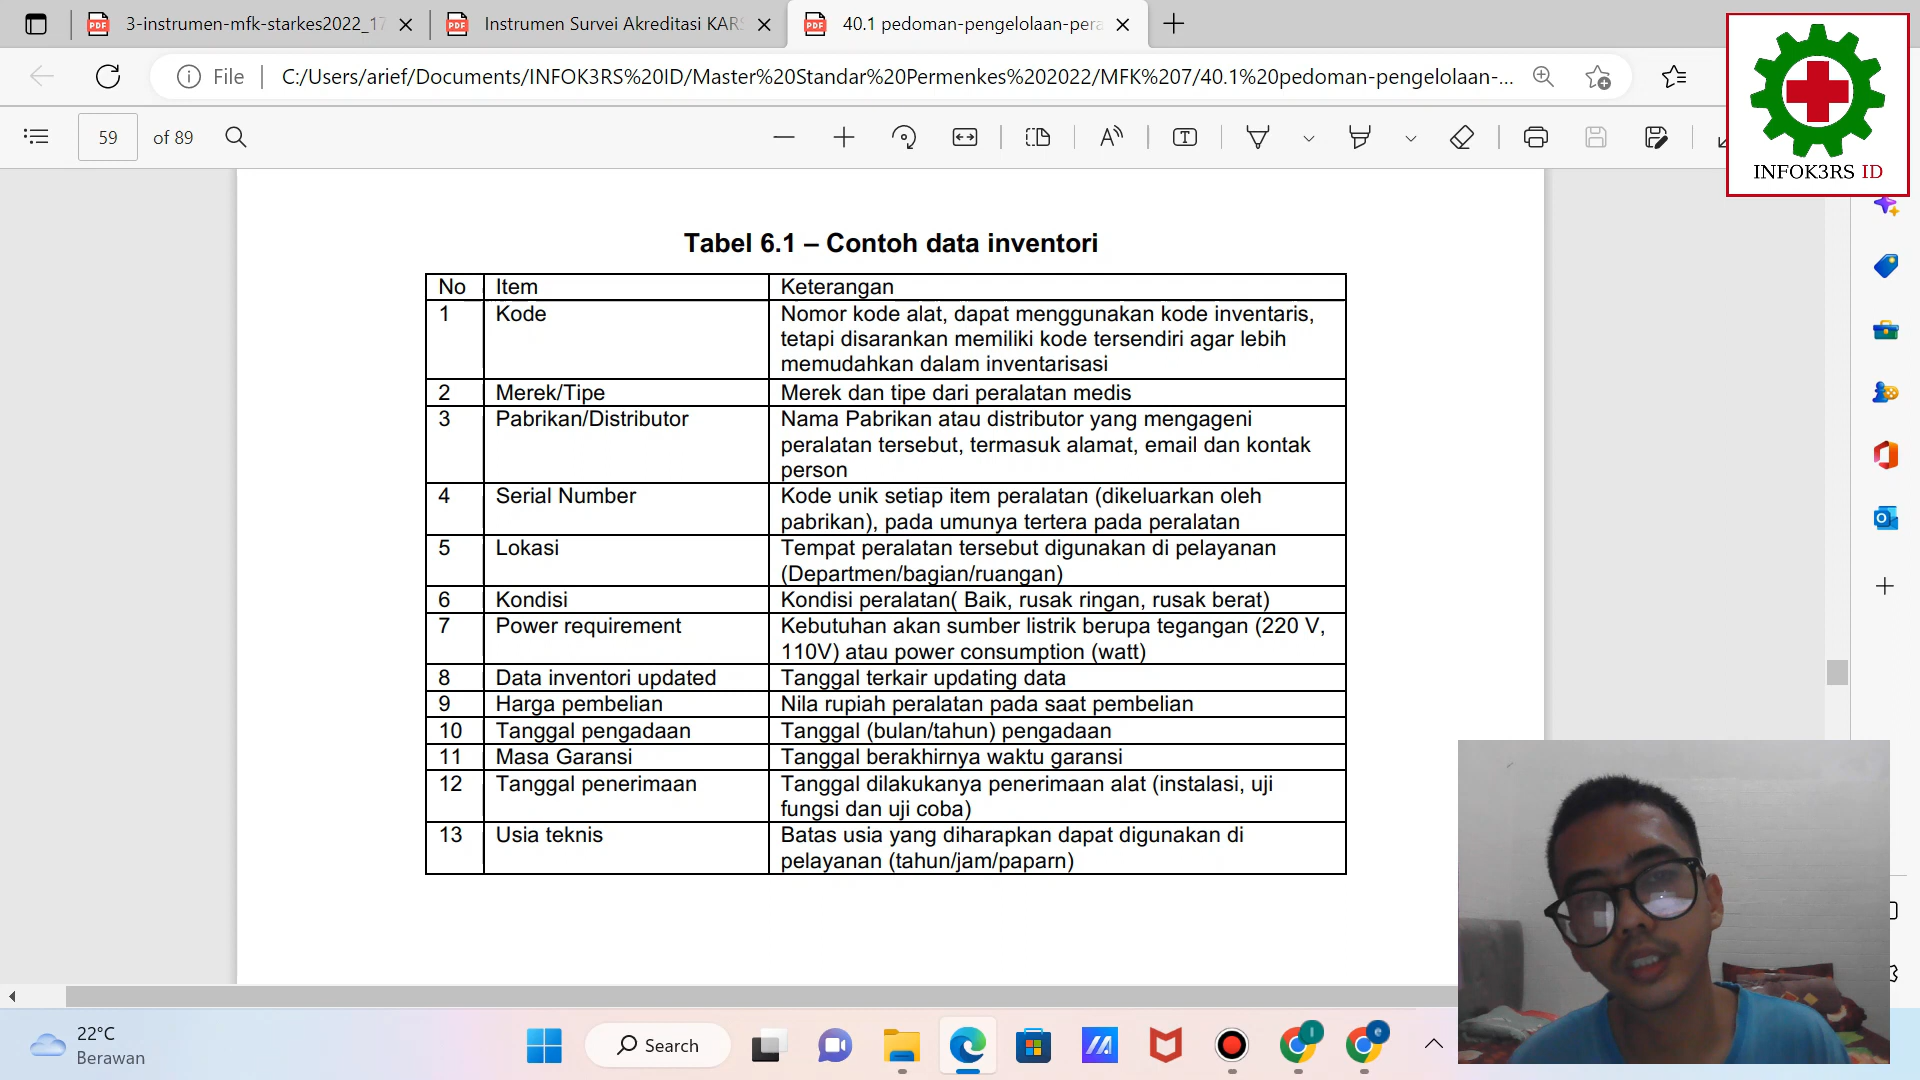 3-instrumen-mfk-starkes2022_17
Instrumen Survei Akreditasi KARS
40.1 pedoman-pengelolaan-pera
File
C:/Users/arief/Documents/INFOK3RS%20ID/Master%20Standar%20Permenkes%202022/MFK%207/40.1%20pedoman-pengelolaan-...
59 of 89
INFOK3RS ID
Tabel 6.1 – Contoh data inventori
No Item Keterangan
1 Kode Nomor kode alat, dapat menggunakan kode inventaris,
tetapi disarankan memiliki kode tersendiri agar lebih
memudahkan dalam inventarisasi
2 Merek/Tipe Merek dan tipe dari peralatan medis
3 Pabrikan/Distributor Nama Pabrikan atau distributor yang mengageni
peralatan tersebut, termasuk alamat, email dan kontak
person
4 Serial Number Kode unik setiap item peralatan (dikeluarkan oleh
pabrikan), pada umunya tertera pada peralatan
5 Lokasi Tempat peralatan tersebut digunakan di pelayanan
(Departmen/bagian/ruangan)
6 Kondisi Kondisi peralatan( Baik, rusak ringan, rusak berat)
7 Power requirement Kebutuhan akan sumber listrik berupa tegangan (220 V,
110V) atau power consumption (watt)
8 Data inventori updated Tanggal terkair updating data
9 Harga pembelian Nila rupiah peralatan pada saat pembelian
10 Tanggal pengadaan Tanggal (bulan/tahun) pengadaan
11 Masa Garansi Tanggal berakhirnya waktu garansi
12 Tanggal penerimaan Tanggal dilakukanya penerimaan alat (instalasi, uji
fungsi dan uji coba)
13 Usia teknis Batas usia yang diharapkan dapat digunakan di
pelayanan (tahun/jam/paparn)
22°C
Berawan
Search